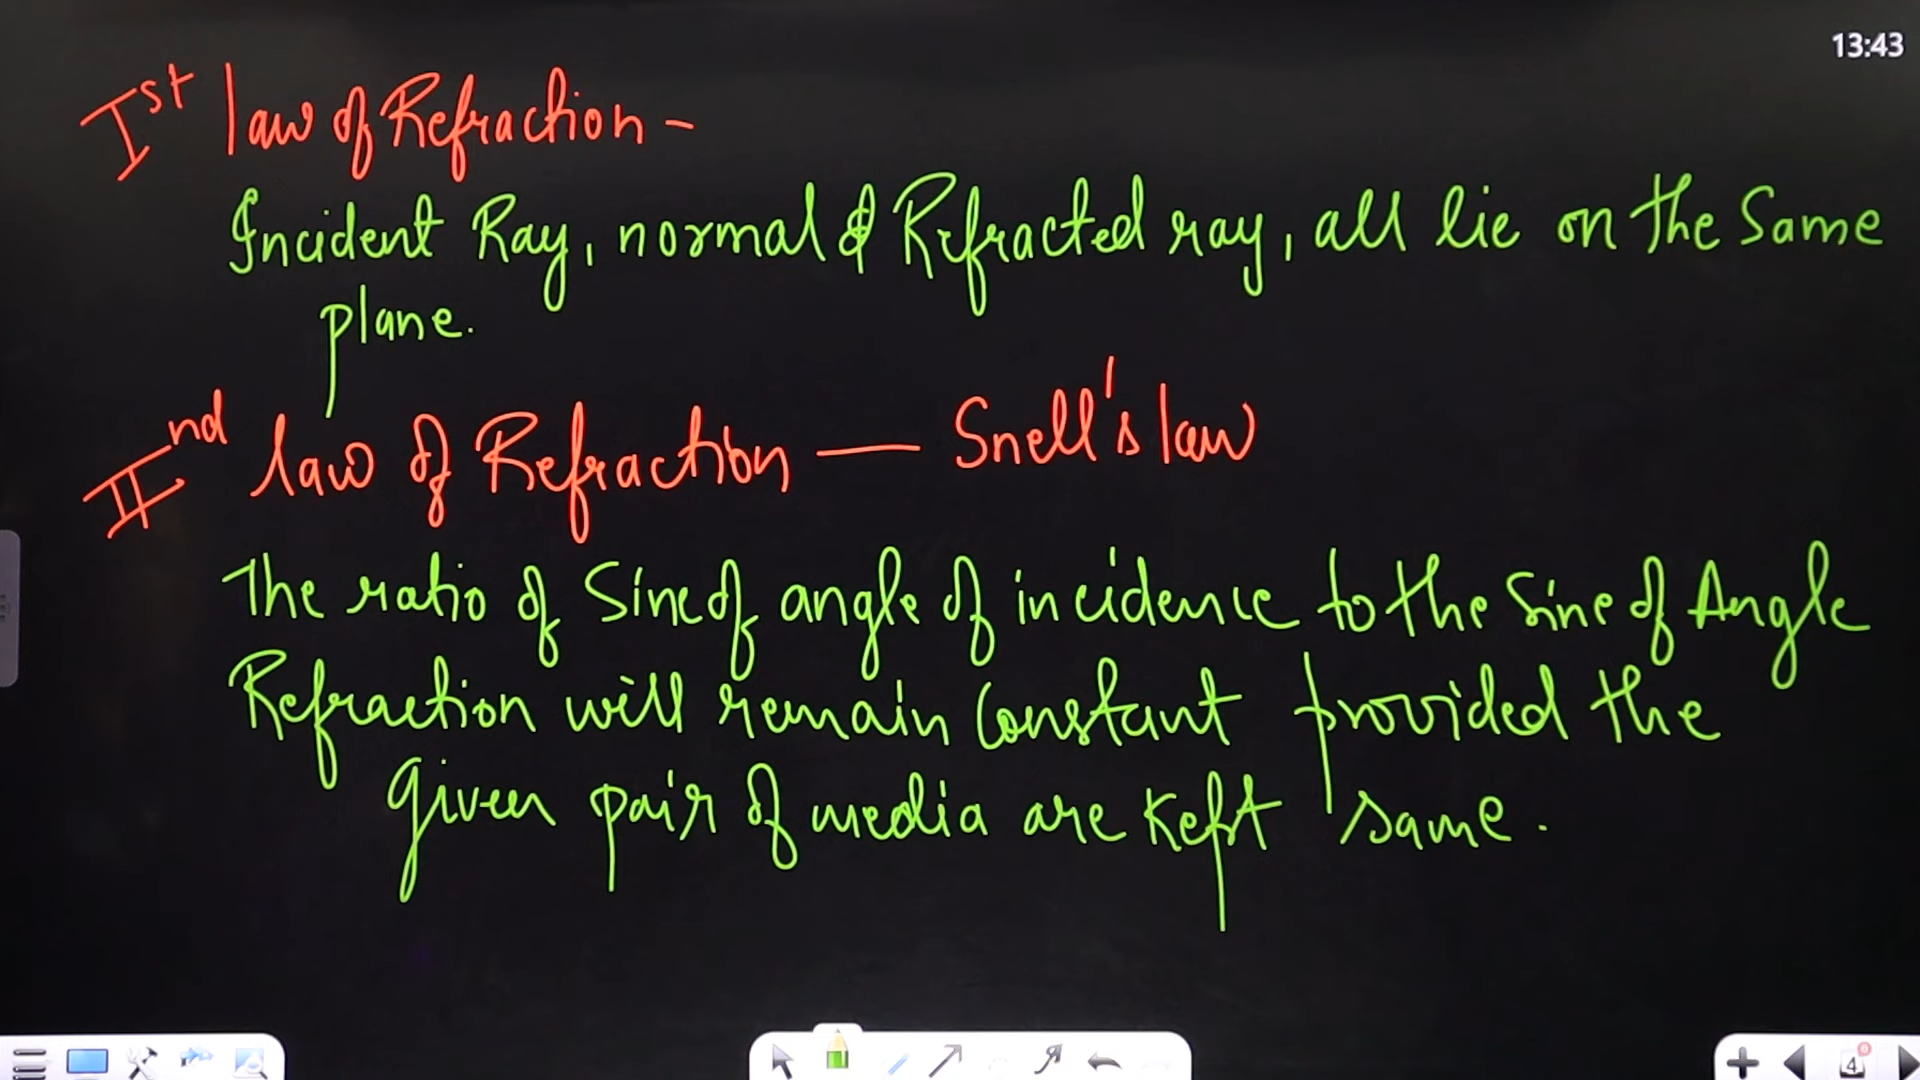 13:43
Ist law of Refraction -
Incident Ray, normal & Refracted ray, all lie on the same
plane.
IInd law of Refraction — Snell's law
The ratio of Sine of angle of incidence to the sine of Angle
Refraction will remain constant provided the
given pair of media are kept same.
4